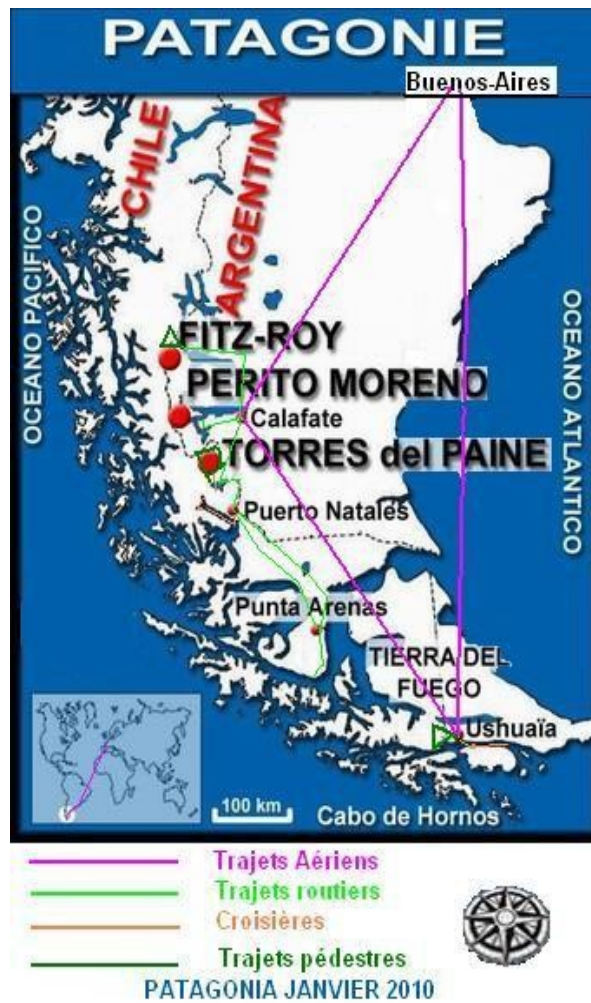 PATAGONIE
Buenos-Aires
CHILE
ARGENTINA
OCEANO PACIFICO
OCEANO ATLANTICO
FITZ-ROY
PERITO MORENO
Calafate
TORRES del PAINE
Puerto Natales
Punta Arenas
TIERRA DEL
FUEGO
Ushuaïa
100 km
Cabo de Hornos
Trajets Aériens
Trajets routiers
Croisières
Trajets pédestres
PATAGONIA JANVIER 2010